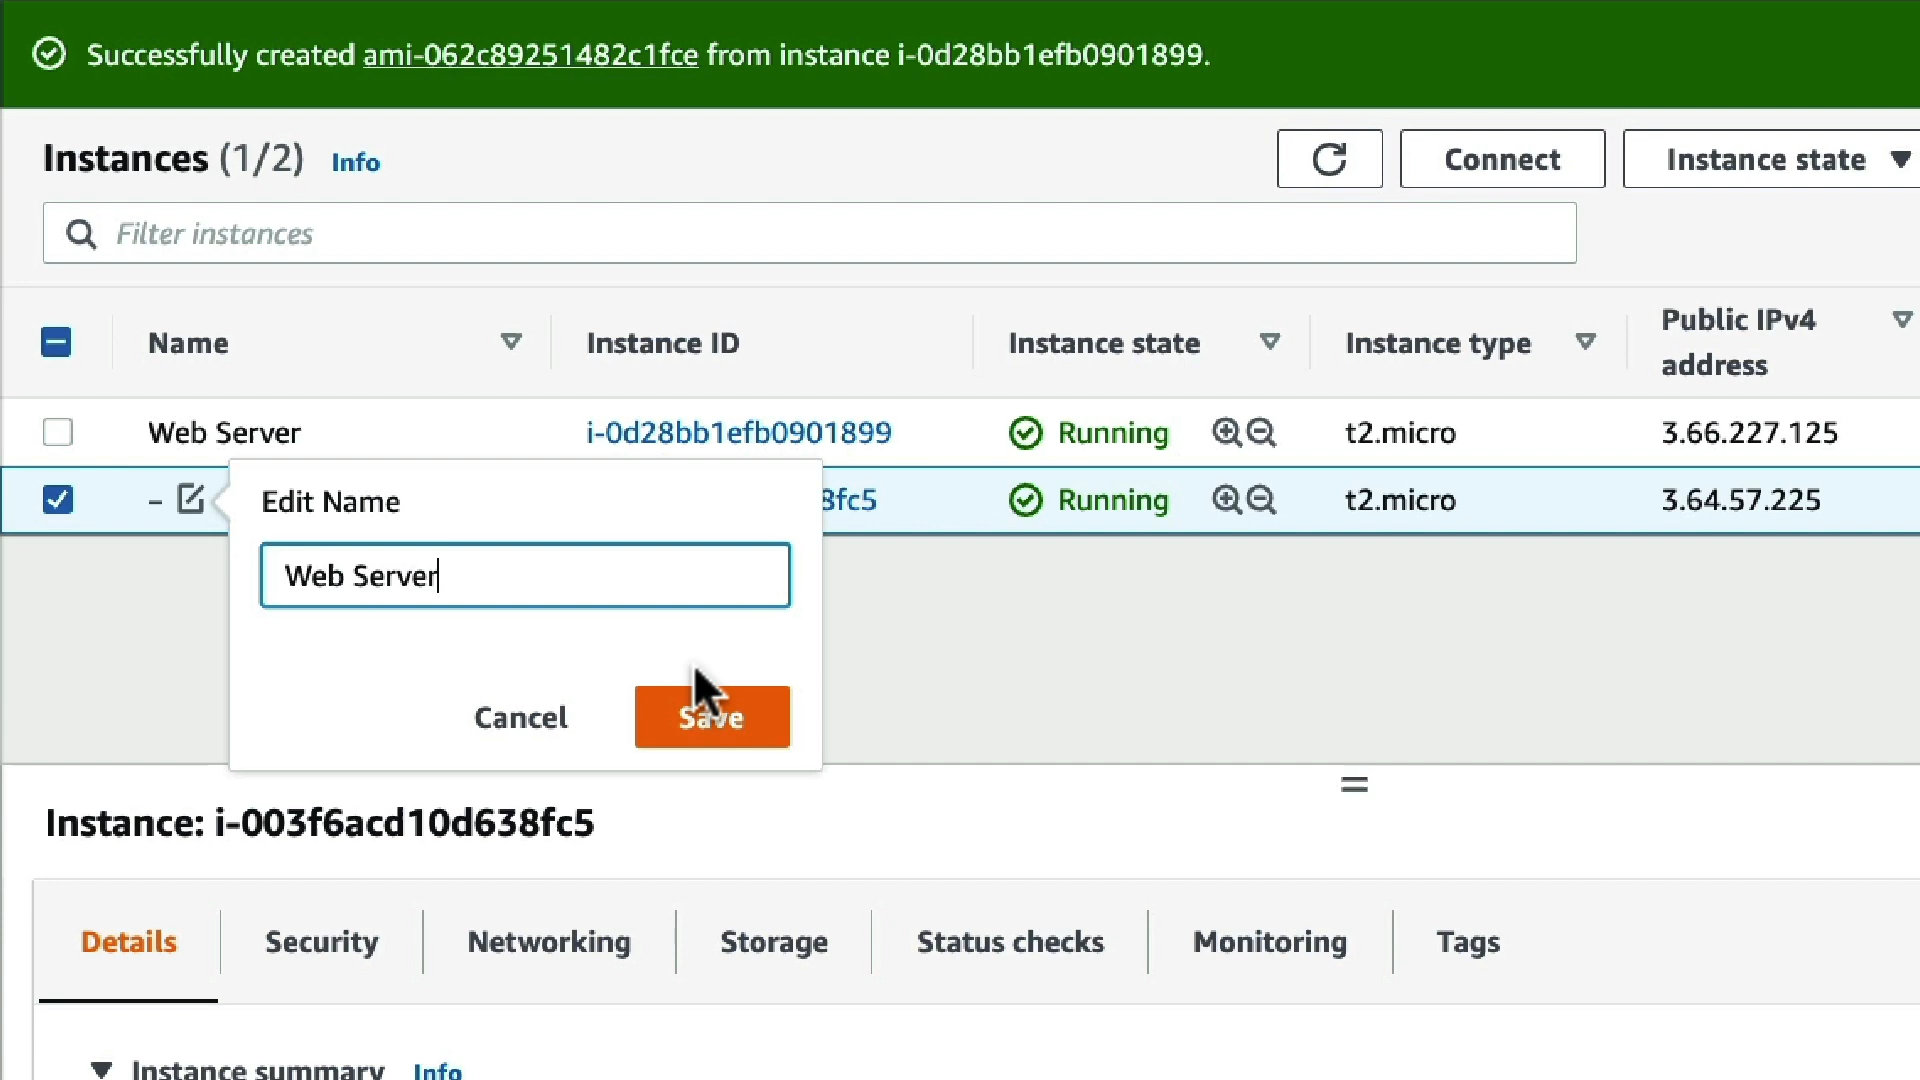 Successfully created ami-062c89251482c1fce from instance i-0d28bb1efb0901899.
Instances (1/2) Info
Connect
Instance state
Filter instances
Name
Instance ID
Instance state
Instance type
Public IPv4
address
Web Server
i-0d28bb1efb0901899
Running
t2.micro
3.66.227.125
–
8fc5
Running
t2.micro
3.64.57.225
Edit Name
Web Server
Cancel
Save
Instance: i-003f6acd10d638fc5
Details
Security
Networking
Storage
Status checks
Monitoring
Tags
Instance summary Info